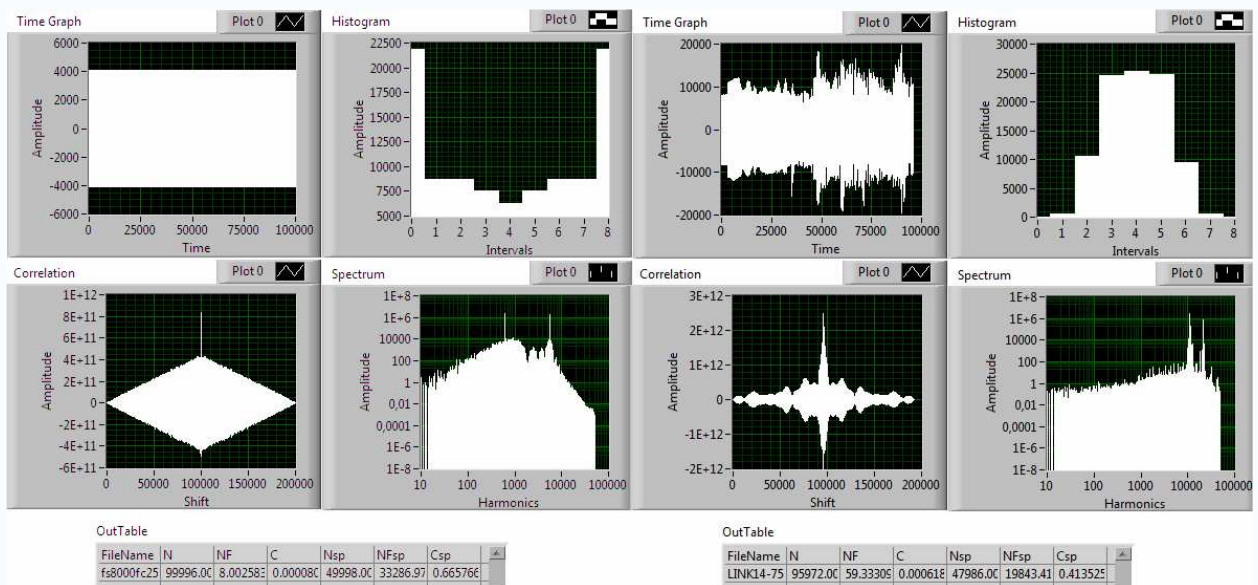 Time Graph Plot 0
6000
4000
2000
0
-2000
-4000
-6000
Amplitude
0 25000 50000 75000 100000
Time
Histogram Plot 0
22500
20000
17500
15000
12500
10000
7500
5000
Amplitude
0 1 2 3 4 5 6 7 8
Intervals
Time Graph Plot 0
20000
10000
0
-10000
-20000
Amplitude
0 25000 50000 75000 100000
Time
Histogram Plot 0
30000
25000
20000
15000
10000
5000
0
Amplitude
0 1 2 3 4 5 6 7 8
Intervals
Correlation Plot 0
1E+12
8E+11
6E+11
4E+11
2E+11
0
-2E+11
-4E+11
-6E+11
Amplitude
0 50000 100000 150000 200000
Shift
Spectrum Plot 0
1E+8
1E+6
10000
100
1
0,01
0,0001
1E-6
1E-8
Amplitude
10 100 1000 10000 100000
Harmonics
Correlation Plot 0
3E+12
2E+12
1E+12
0
-1E+12
-2E+12
Amplitude
0 50000 100000 150000 200000
Shift
Spectrum Plot 0
1E+8
1E+6
10000
100
1
0,01
0,0001
1E-6
1E-8
Amplitude
10 100 1000 10000 100000
Harmonics
OutTable
FileName N NF C Nsp NFsp Csp
fs8000fc25 99996.00 8.002583 0.000080 49998.00 33286.97 0.665766
OutTable
FileName N NF C Nsp NFsp Csp
LINK14-75 95972.00 59.33309 0.000618 47986.00 19843.41 0.413525